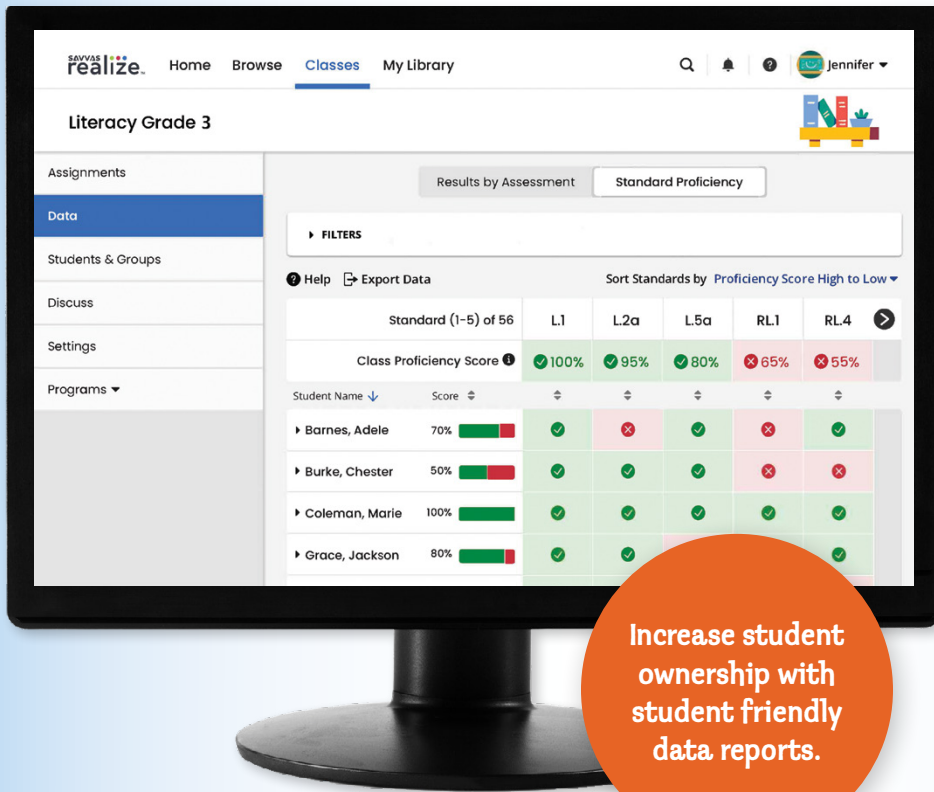 SAVVAS
realize. Home Browse Classes My Library Jennifer
Literacy Grade 3
Assignments
Data
Students & Groups
Discuss
Settings
Programs
Results by Assessment Standard Proficiency
FILTERS
Help Export Data Sort Standards by Proficiency Score High to Low
Standard (1-5) of 56 L.1 L.2a L.5a RL.1 RL.4
Class Proficiency Score 100% 95% 80% 65% 55%
Student Name Score
Barnes, Adele 70%
Burke, Chester 50%
Coleman, Marie 100%
Grace, Jackson 80%
Increase student
ownership with
student friendly
data reports.